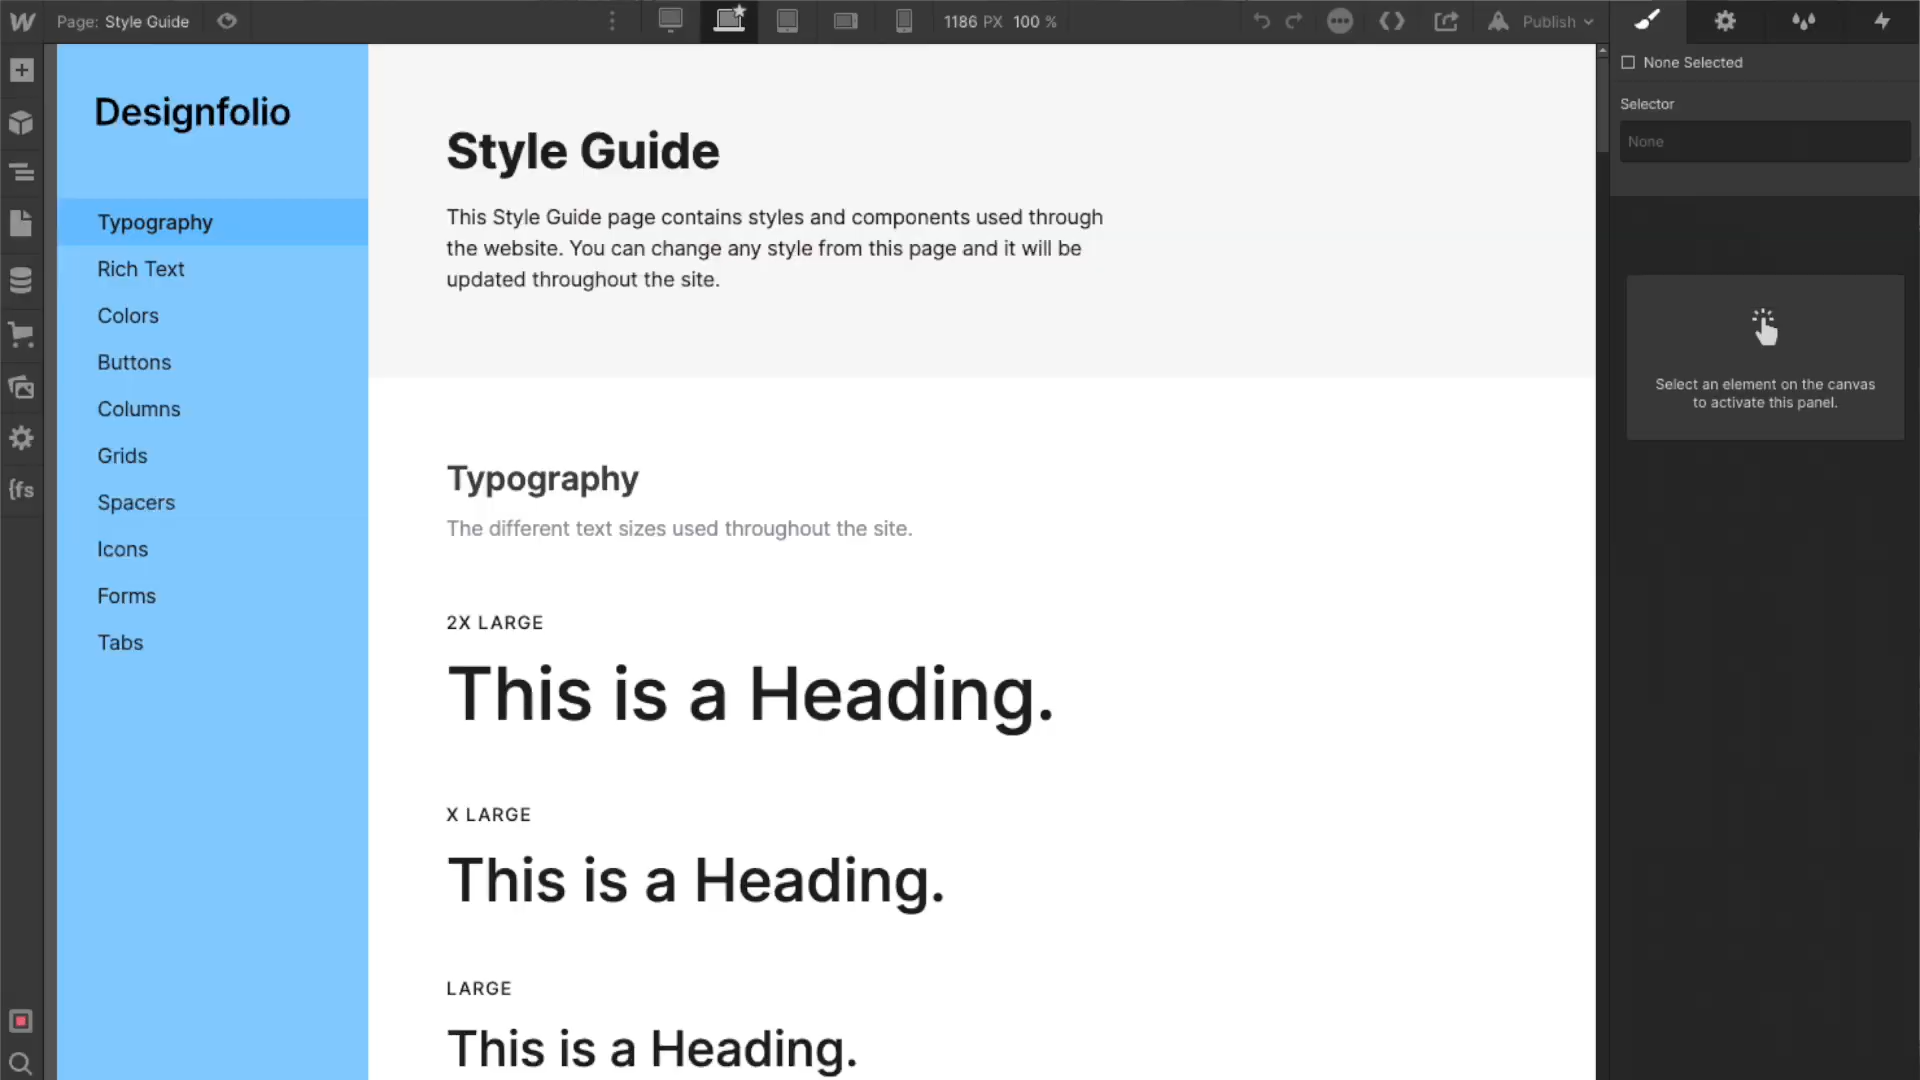 Page: Style Guide
1186 PX 100 %
Publish
None Selected
Selector
None
Select an element on the canvas
to activate this panel.
{fs
Designfolio
Typography
Rich Text
Colors
Buttons
Columns
Grids
Spacers
Icons
Forms
Tabs
Style Guide
This Style Guide page contains styles and components used through
the website. You can change any style from this page and it will be
updated throughout the site.
Typography
The different text sizes used throughout the site.
2X LARGE
This is a Heading.
X LARGE
This is a Heading.
LARGE
This is a Heading.